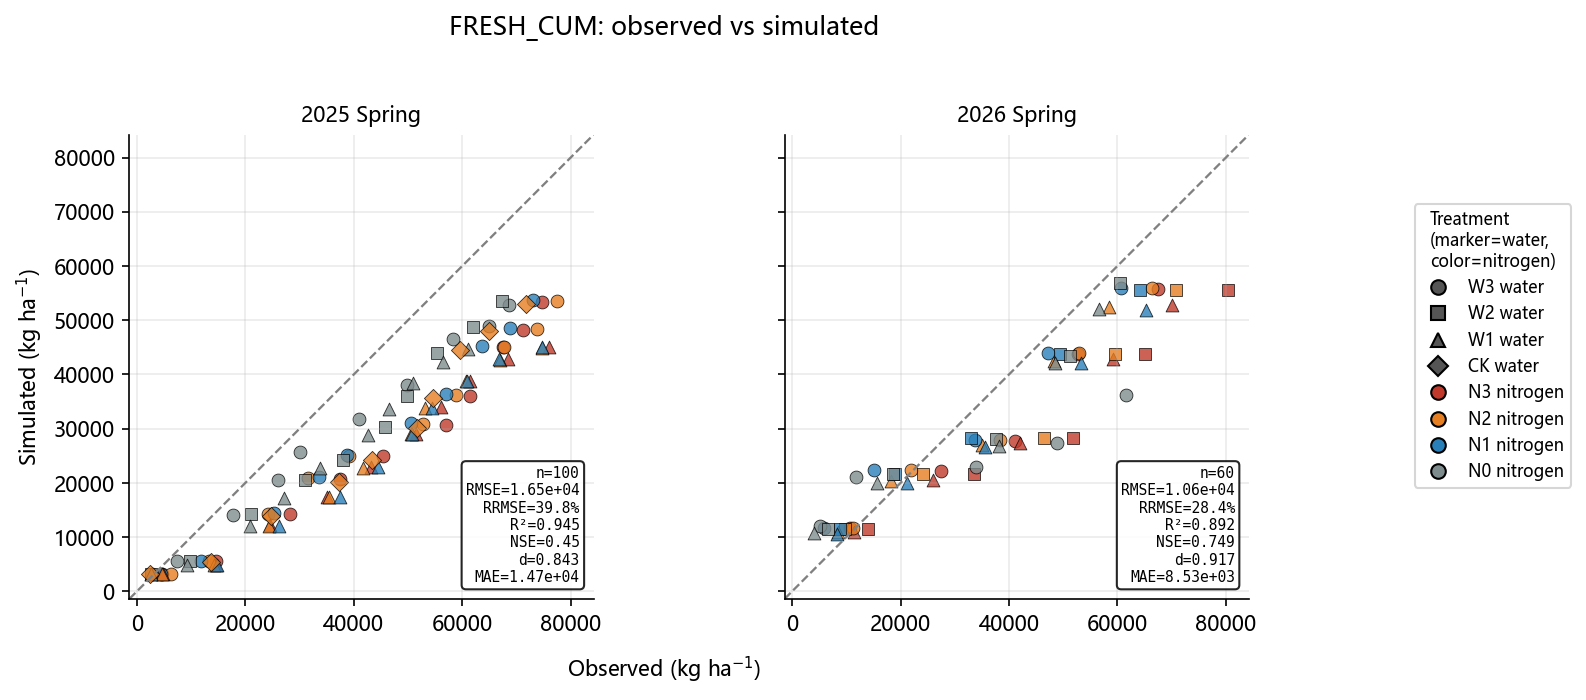 FRESH_CUM: observed vs simulated
2025 Spring
2026 Spring
Simulated (kg ha⁻¹)
80000
70000
60000
50000
40000
30000
20000
10000
0
n=100
RMSE=1.65e+04
RRMSE=39.8%
R²=0.945
NSE=0.45
d=0.843
MAE=1.47e+04
0 20000 40000 60000 80000
n=60
RMSE=1.06e+04
RRMSE=28.4%
R²=0.892
NSE=0.749
d=0.917
MAE=8.53e+03
0 20000 40000 60000 80000
Observed (kg ha⁻¹)
Treatment
(marker=water,
color=nitrogen)
W3 water
W2 water
W1 water
CK water
N3 nitrogen
N2 nitrogen
N1 nitrogen
N0 nitrogen